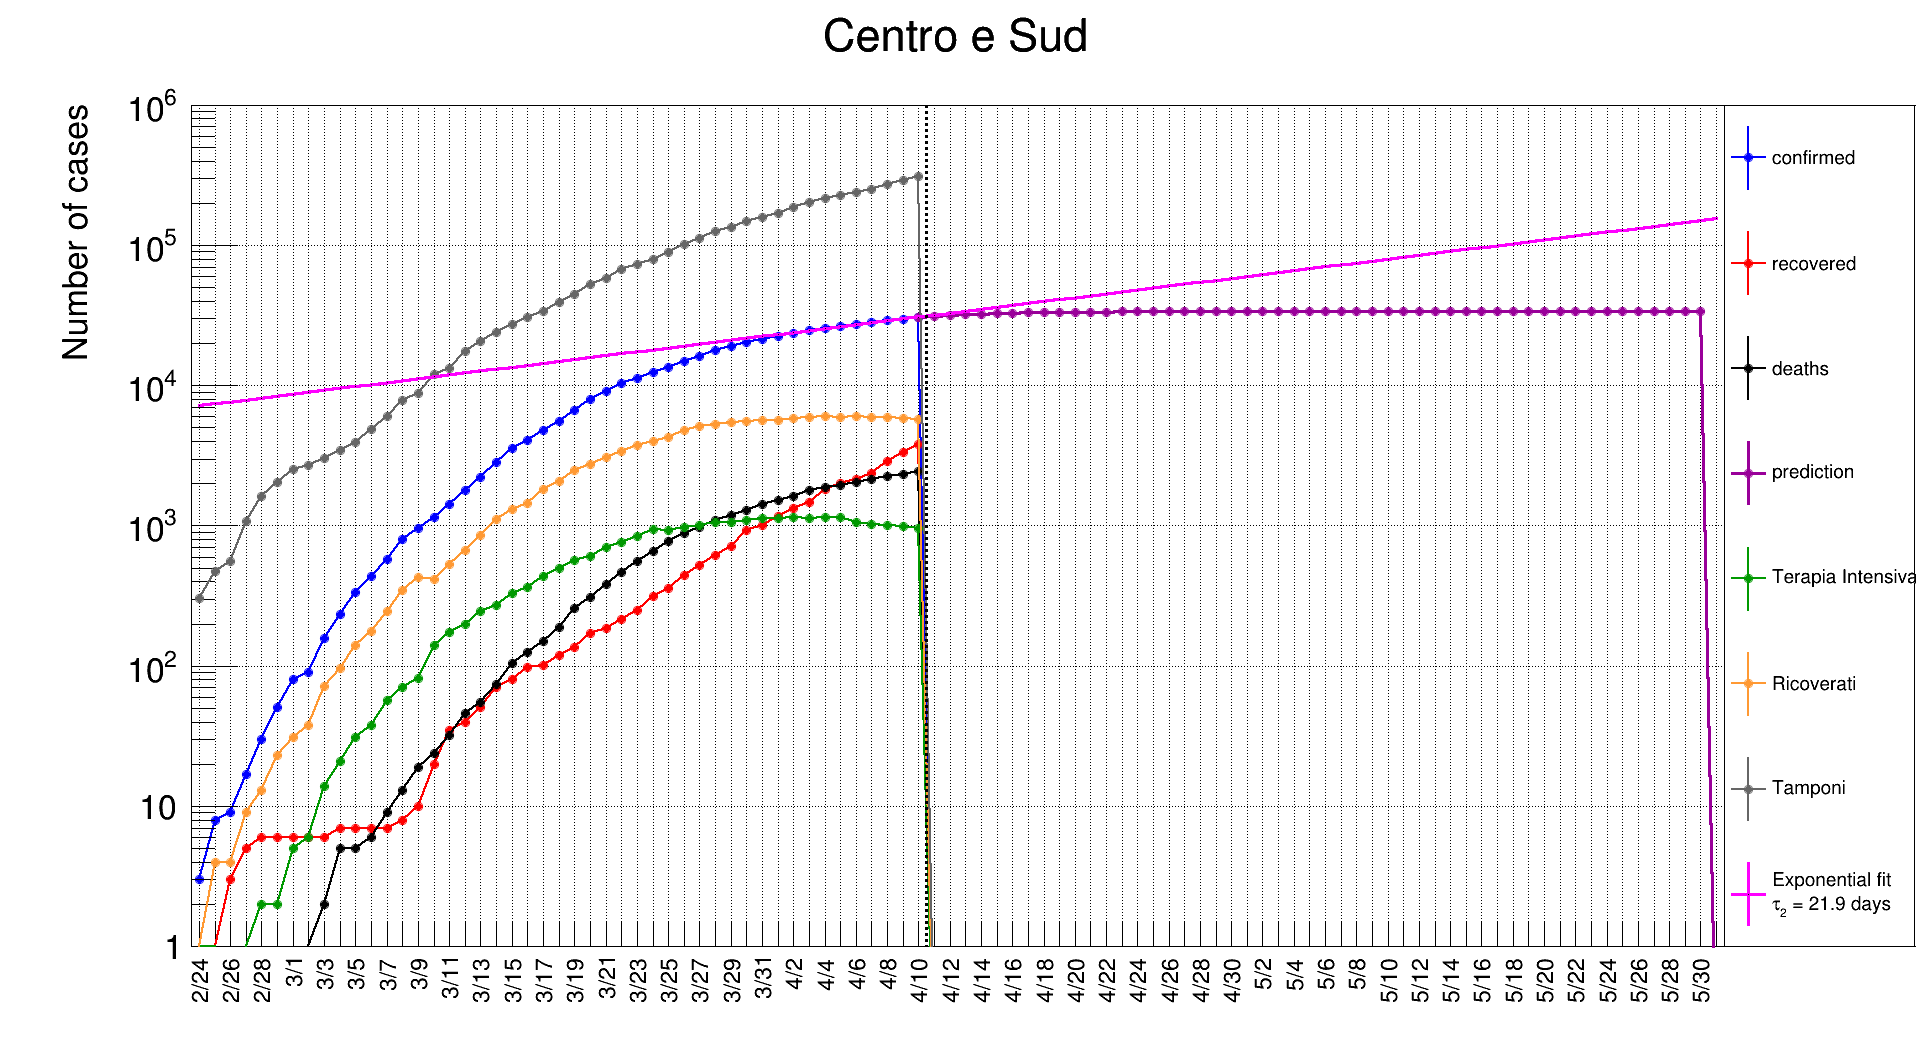 Centro e Sud
Number of cases
10^6
10^5
10^4
10^3
10^2
10
1
2/24 2/26 2/28 3/1 3/3 3/5 3/7 3/9 3/11 3/13 3/15 3/17 3/19 3/21 3/23 3/25 3/27 3/29 3/31 4/2 4/4 4/6 4/8 4/10 4/12 4/14 4/16 4/18 4/20 4/22 4/24 4/26 4/28 4/30 5/2 5/4 5/6 5/8 5/10 5/12 5/14 5/16 5/18 5/20 5/22 5/24 5/26 5/28 5/30
confirmed
recovered
deaths
prediction
Terapia Intensiva
Ricoverati
Tamponi
Exponential fit
τ_2 = 21.9 days